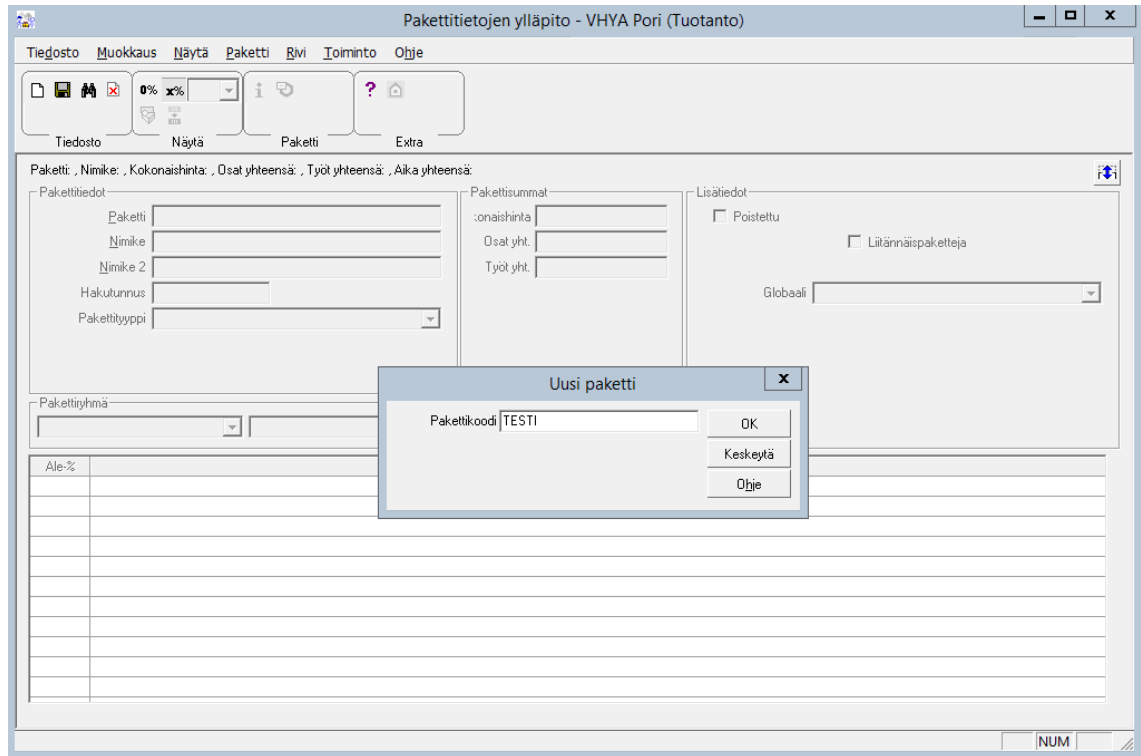 Pakettitietojen ylläpito - VHYA Pori (Tuotanto)
Tiedosto Muokkaus Näytä Paketti Rivi Toiminto Ohje
0% x% ?
Tiedosto Näytä Paketti Extra
Paketti: , Nimike: , Kokonaishinta: , Osat yhteensä: , Työt yhteensä: , Aika yhteensä:
Pakettitiedot
Paketti
Nimike
Nimike 2
Hakutunnus
Pakettityyppi
Pakettisummat
:onaishinta
Osat yht.
Työt yht.
Lisätiedot
Poistettu
Liitännäispaketteja
Globaali
Pakettiryhmä
Uusi paketti
Pakettikoodi TESTI
OK
Keskeytä
Ohje
Ale-%
NUM